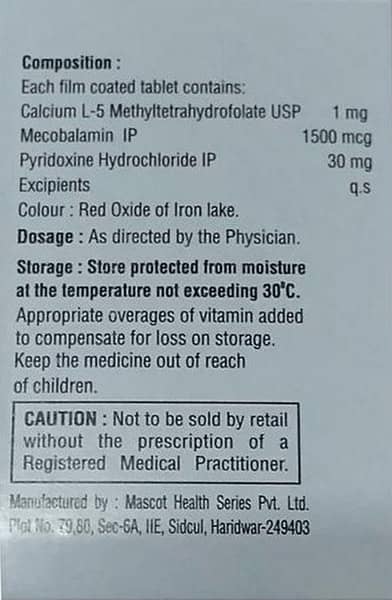 Composition :
Each film coated tablet contains:
Calcium L-5 Methyltetrahydrofolate USP 1 mg
Mecobalamin IP 1500 mcg
Pyridoxine Hydrochloride IP 30 mg
Excipients q.s
Colour : Red Oxide of Iron lake.
Dosage : As directed by the Physician.
Storage : Store protected from moisture
at the temperature not exceeding 30°C.
Appropriate overages of vitamin added
to compensate for loss on storage.
Keep the medicine out of reach
of children.
CAUTION : Not to be sold by retail
without the prescription of a
Registered Medical Practitioner.
Manufactured by : Mascot Health Series Pvt. Ltd.
Plot No. 79,80, Sec-6A, IIE, Sidcul, Haridwar-249403